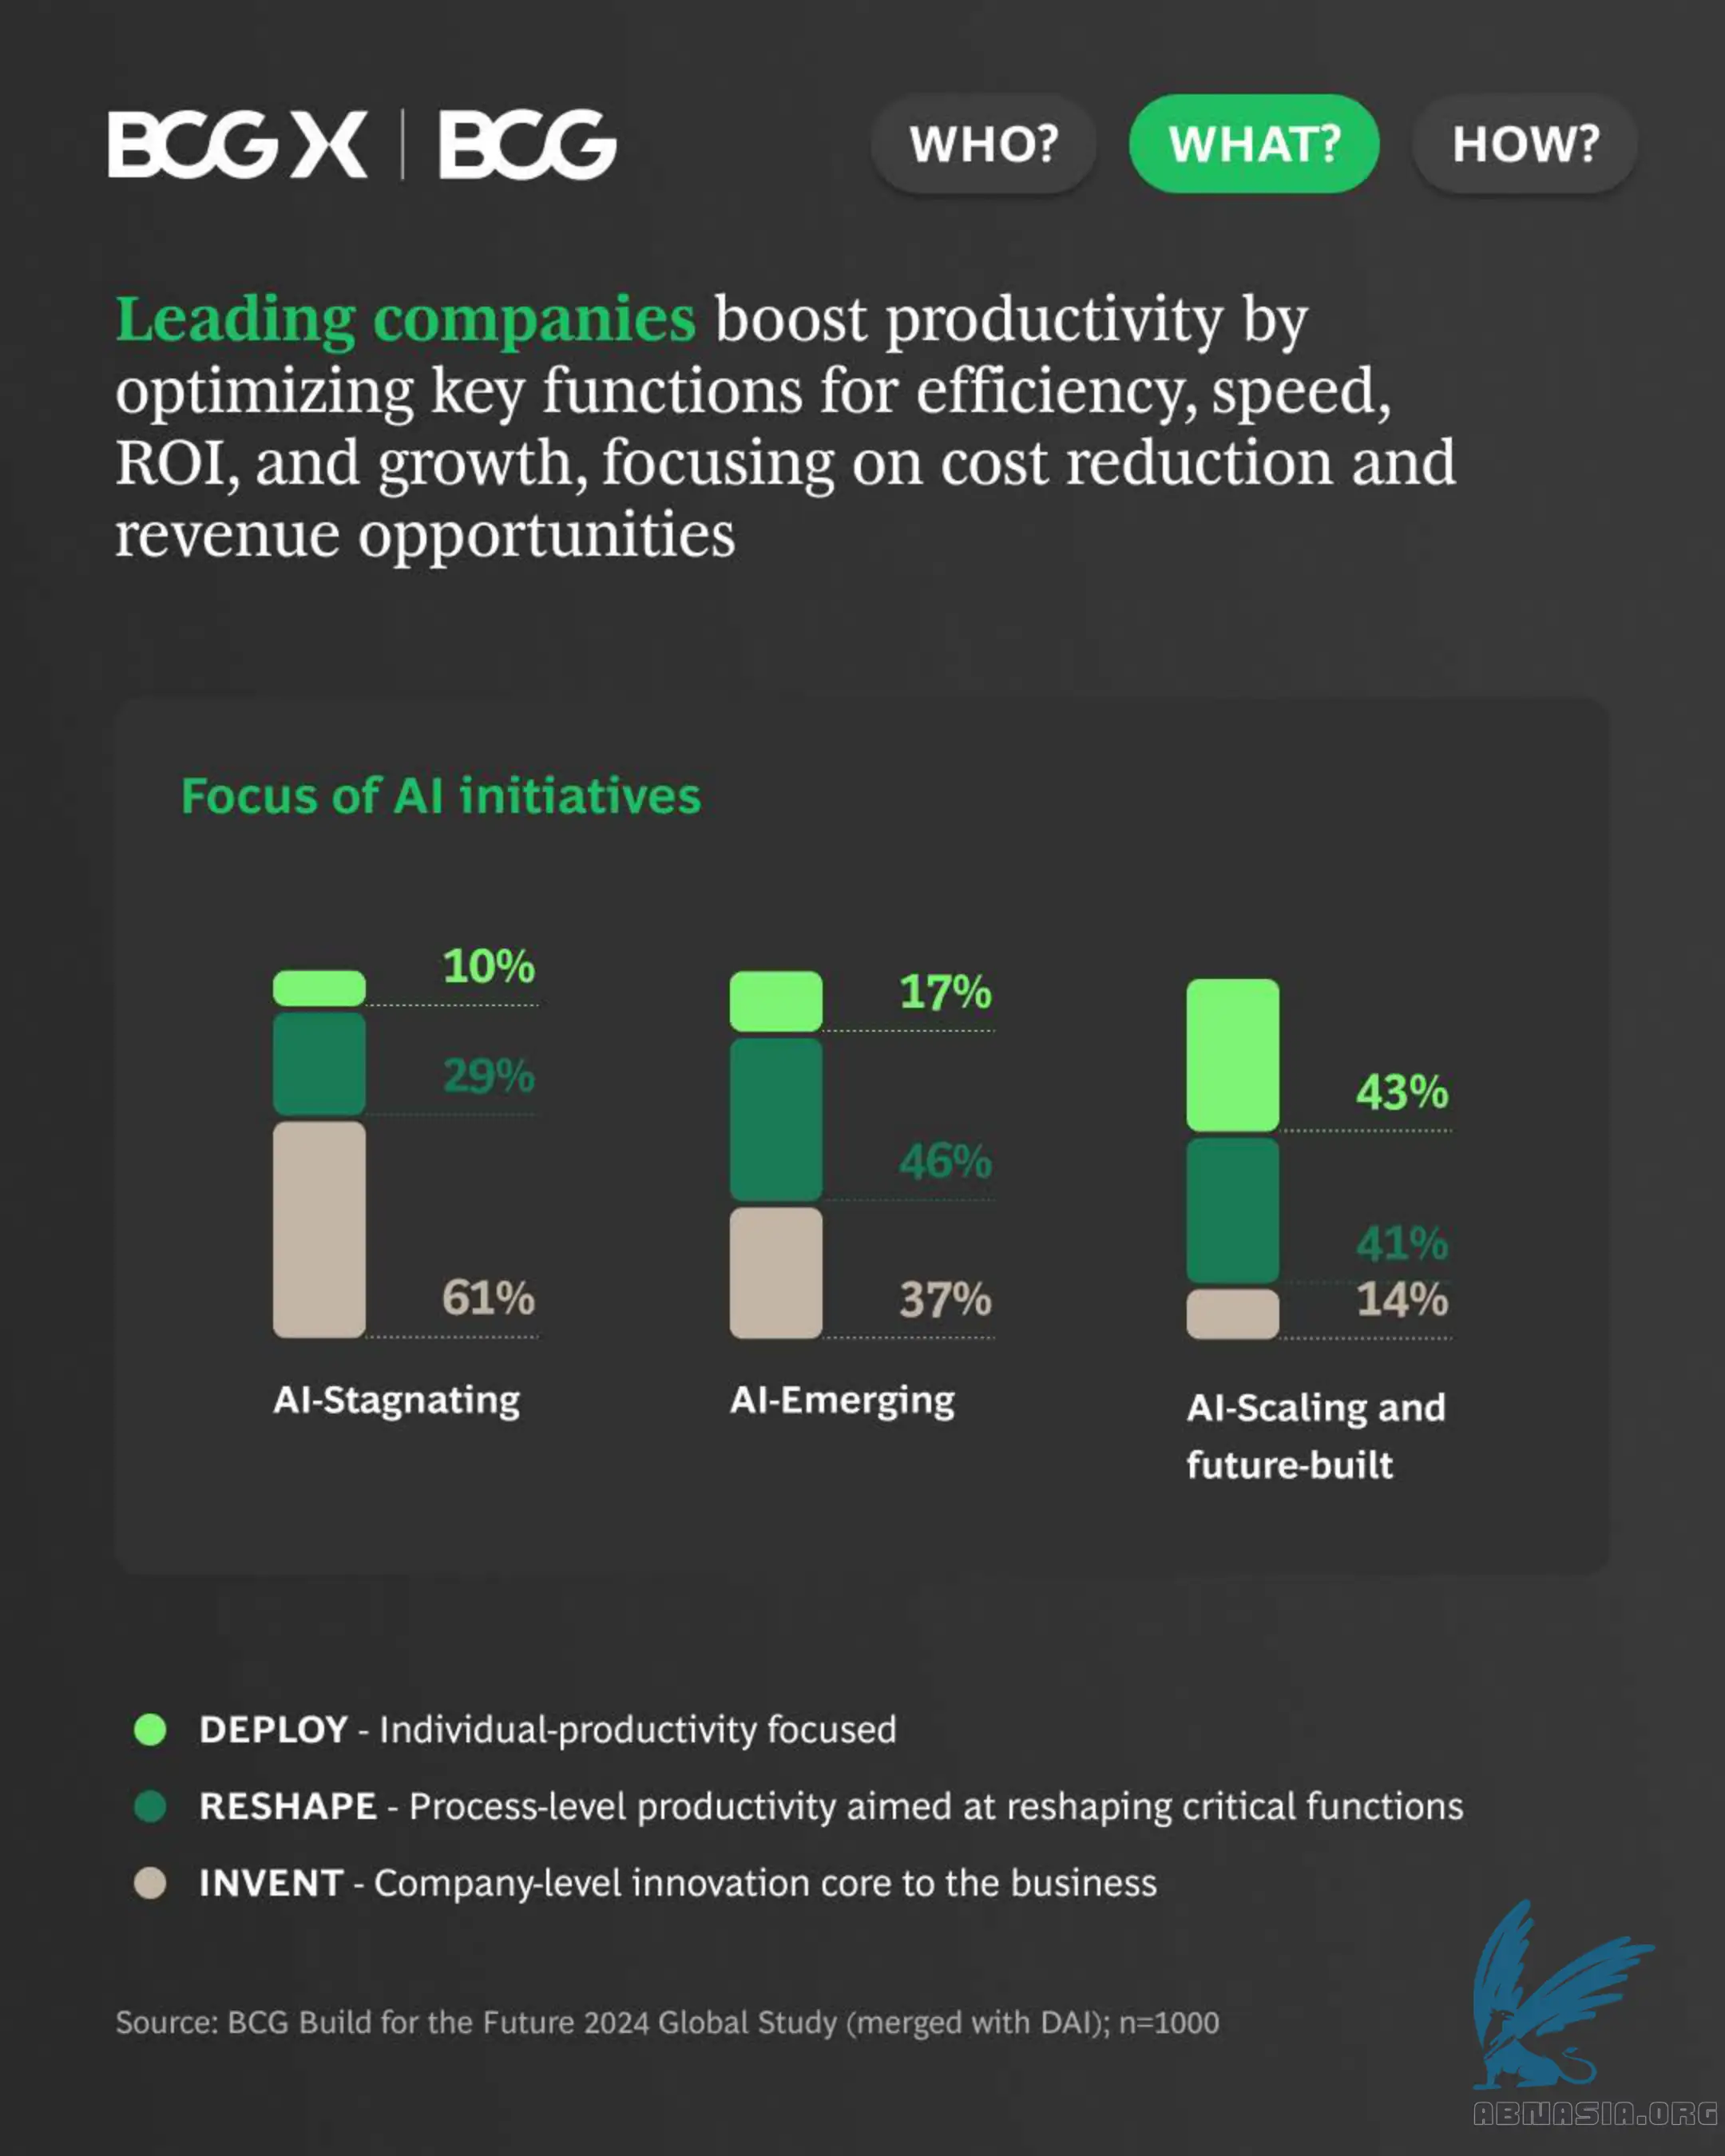 BCG X | BCG
WHO?
WHAT?
HOW?
Leading companies boost productivity by
optimizing key functions for efficiency, speed,
ROI, and growth, focusing on cost reduction and
revenue opportunities
Focus of AI initiatives
10%
29%
61%
AI-Stagnating
17%
46%
37%
AI-Emerging
43%
41%
14%
AI-Scaling and
future-built
DEPLOY - Individual-productivity focused
RESHAPE - Process-level productivity aimed at reshaping critical functions
INVENT - Company-level innovation core to the business
Source: BCG Build for the Future 2024 Global Study (merged with DAI); n=1000
ABNASIA.ORG